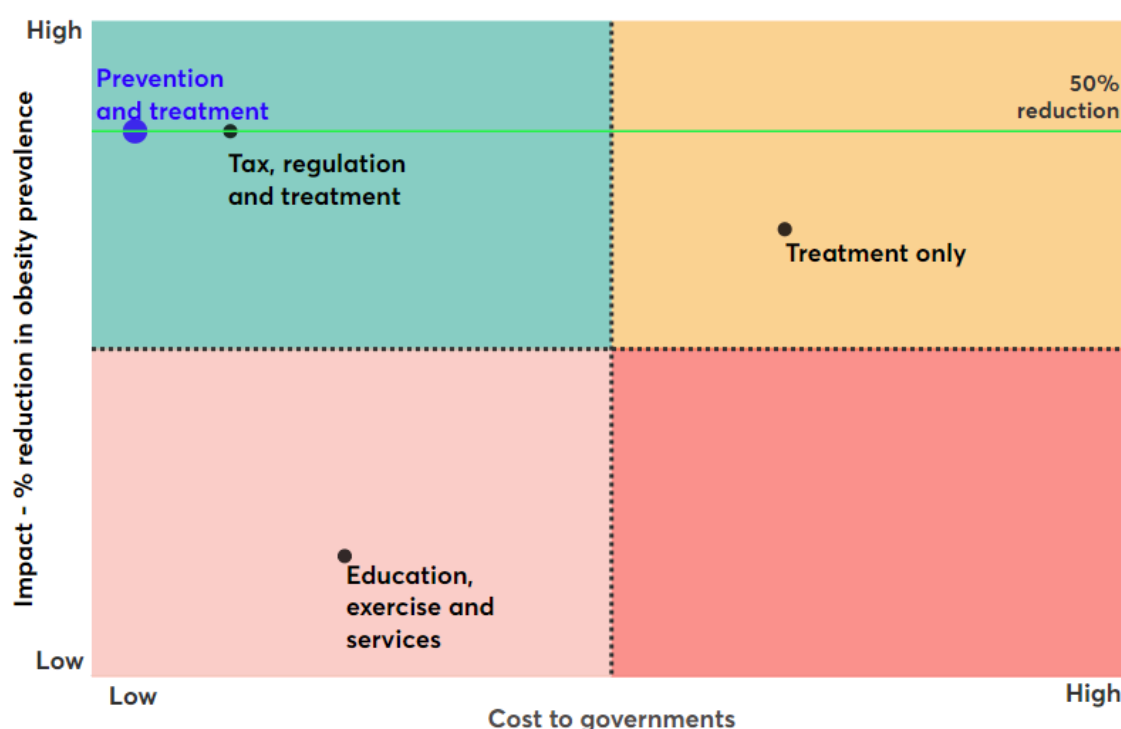 High
Prevention
and treatment
50%
reduction
Tax, regulation
and treatment
Treatment only
Impact - % reduction in obesity prevalence
Education,
exercise and
services
Low
Low
High
Cost to governments